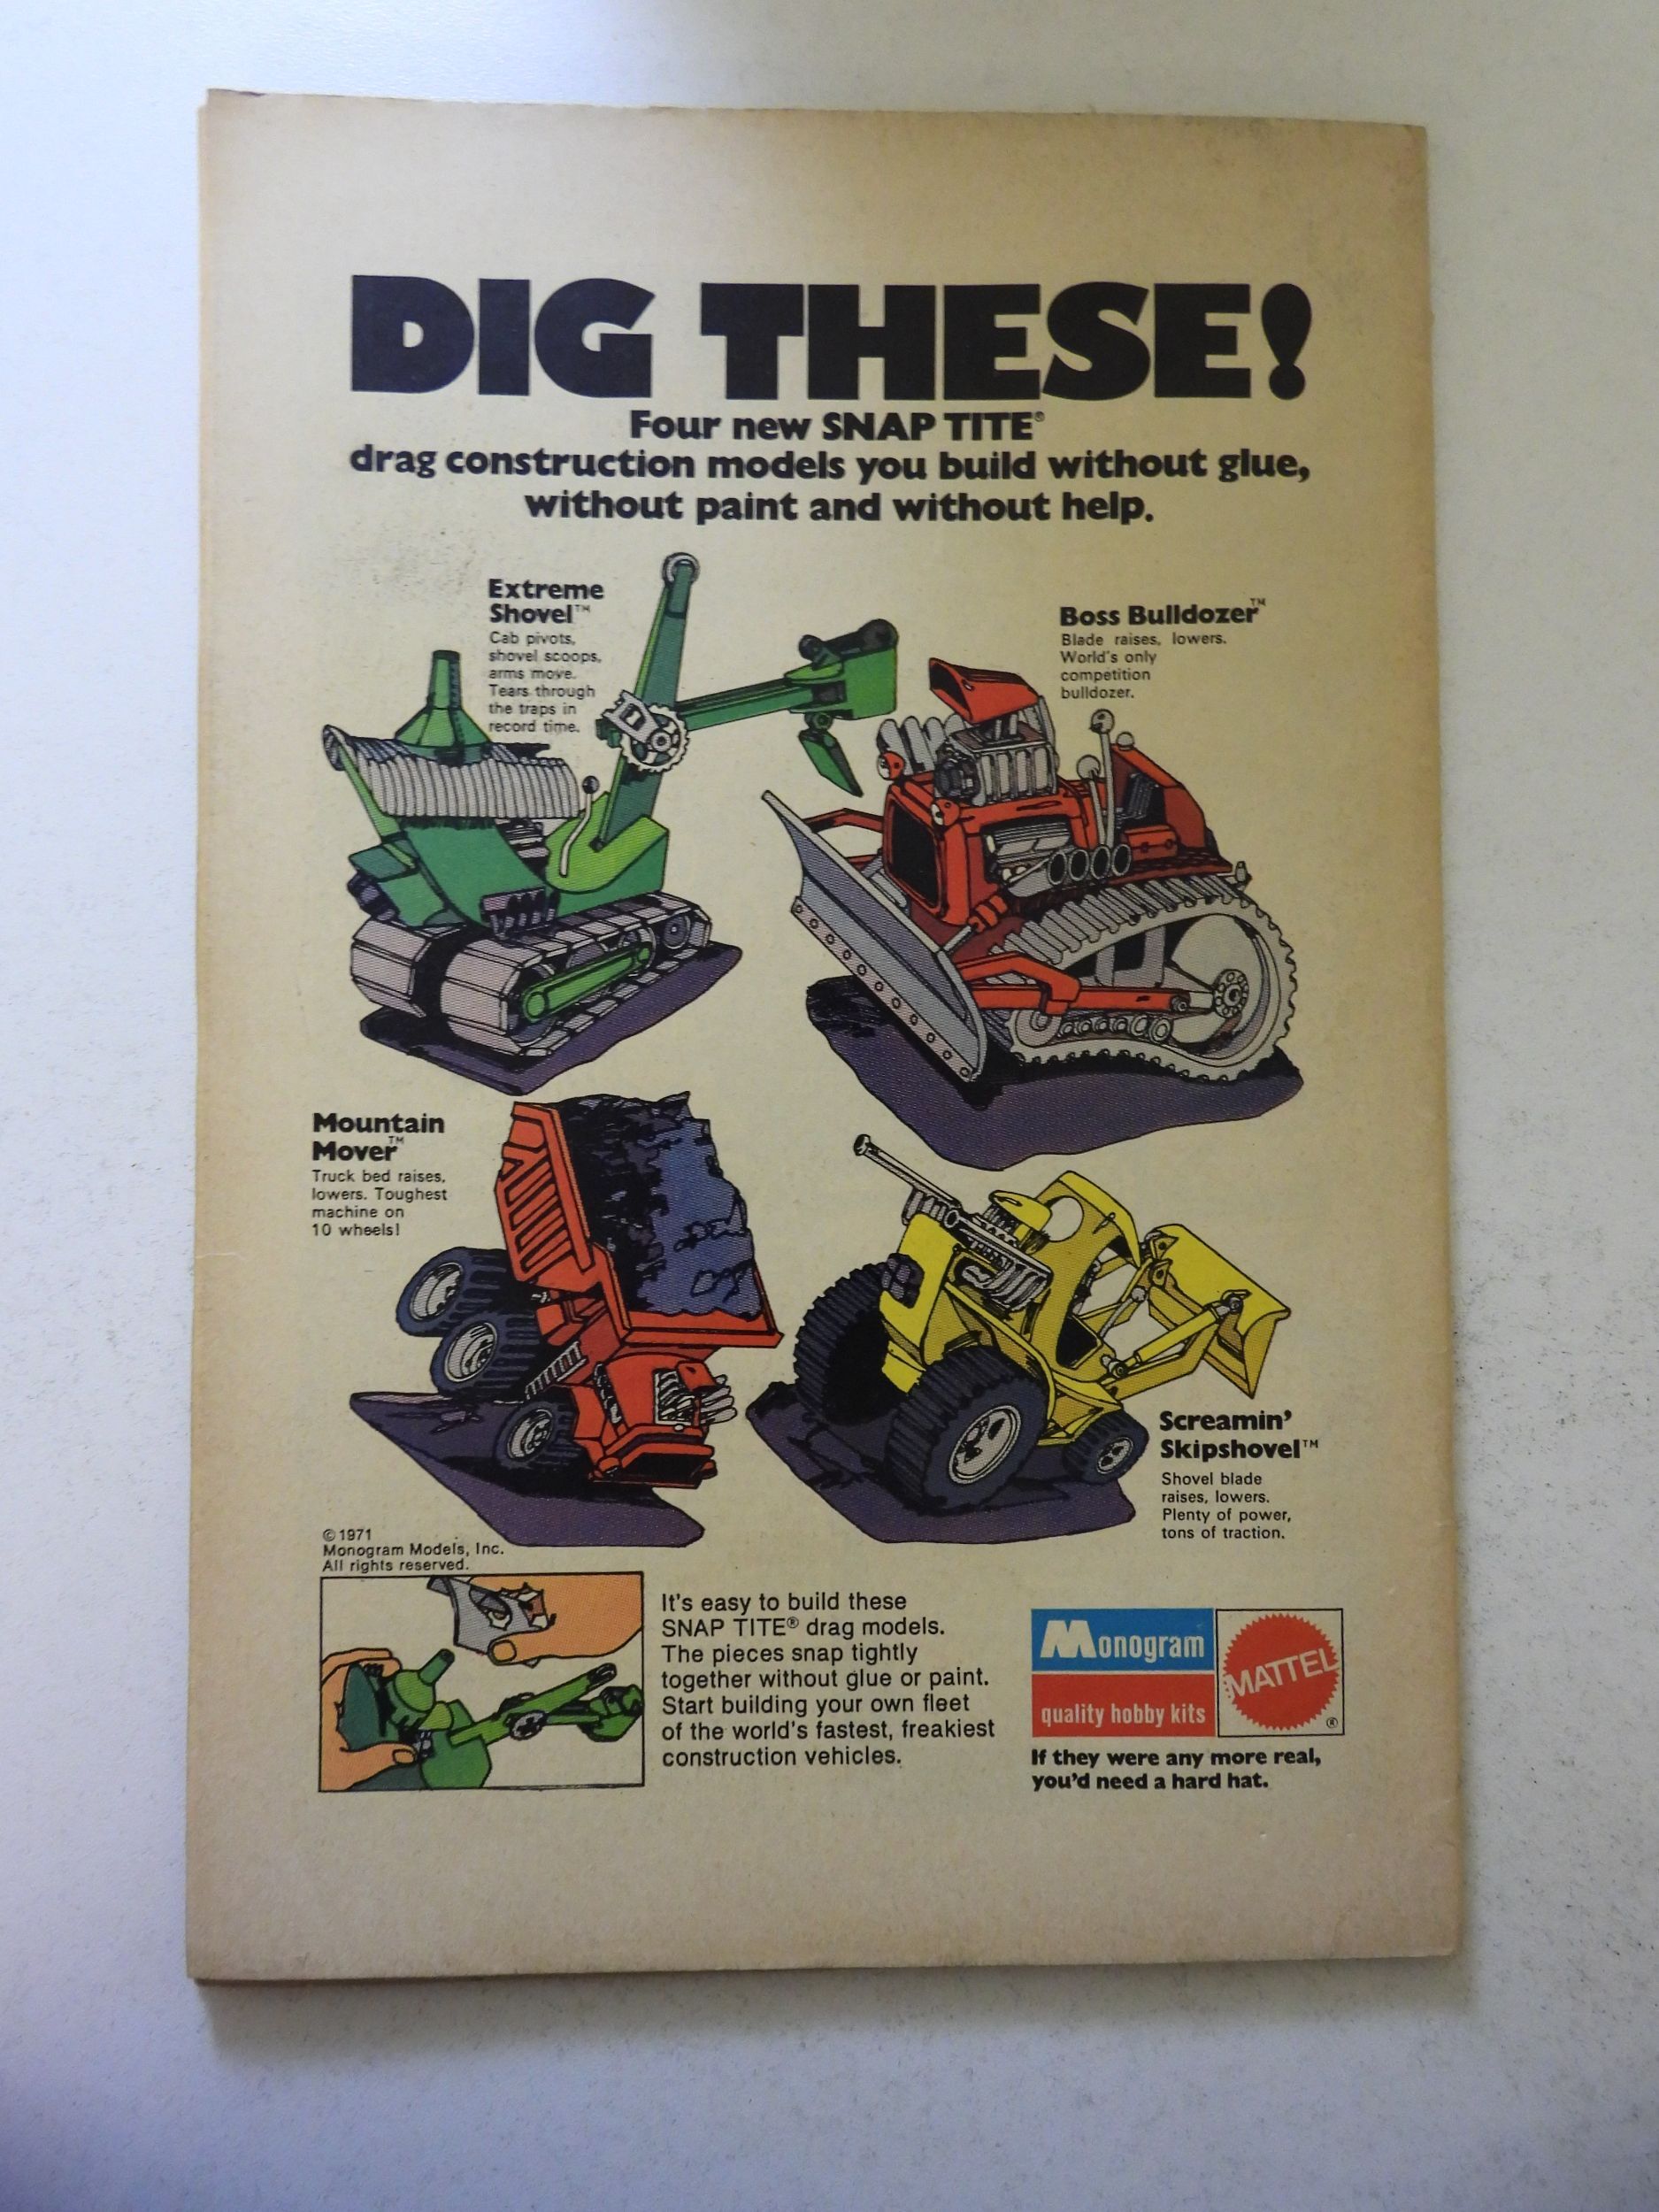 DIG THESE!
Four new SNAP TITE®
drag construction models you build without glue,
without paint and without help.
Extreme
Shovel™
Cab pivots,
shovel scoops,
arms move.
Tears through
the traps in
record time.
Boss Bulldozer™
Blade raises, lowers.
World's only
competition
bulldozer.
Mountain
Mover™
Truck bed raises,
lowers. Toughest
machine on
10 wheels!
Screamin'
Skipshovel™
Shovel blade
raises, lowers.
Plenty of power,
tons of traction.
©1971
Monogram Models, Inc.
All rights reserved.
It's easy to build these
SNAP TITE® drag models.
The pieces snap tightly
together without glue or paint.
Start building your own fleet
of the world's fastest, freakiest
construction vehicles.
Monogram
quality hobby kits
MATTEL
®
If they were any more real,
you'd need a hard hat.